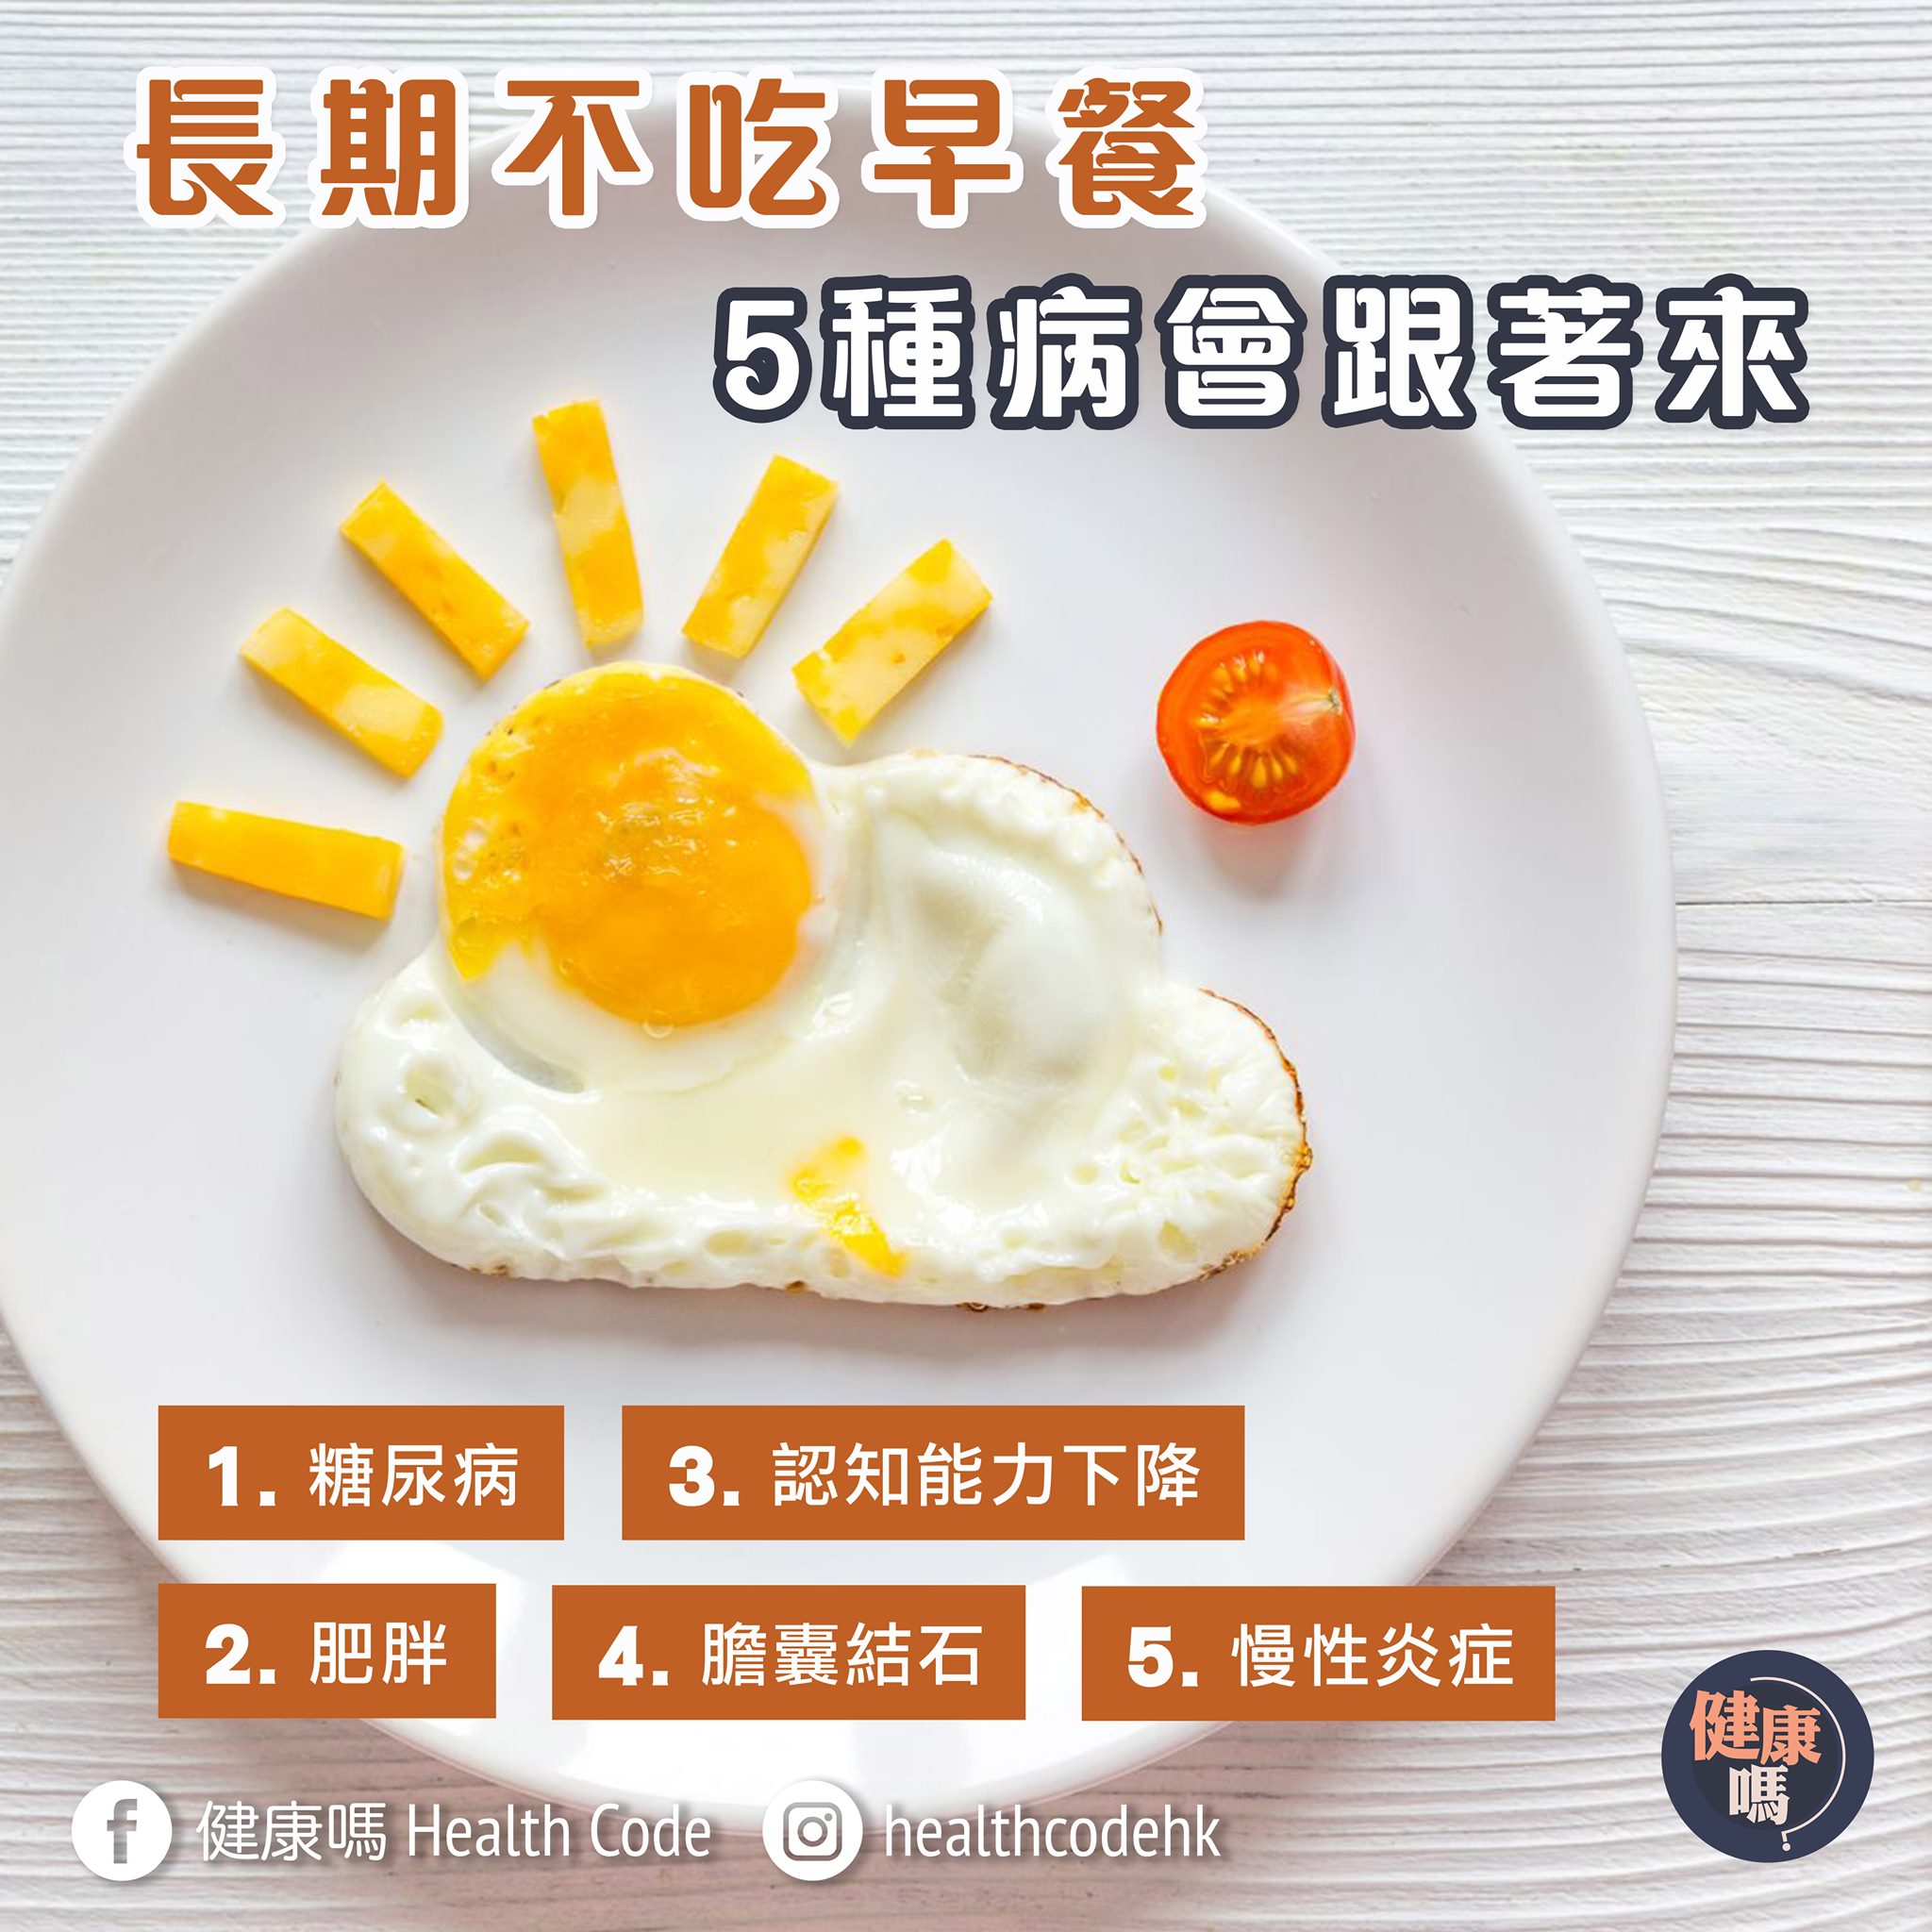 長期不吃早餐
5種病會跟著來
1. 糖尿病
3. 認知能力下降
2. 肥胖
4. 膽囊結石
5. 慢性炎症
健康嗎 Health Code
healthcodehk
健康
嗎?